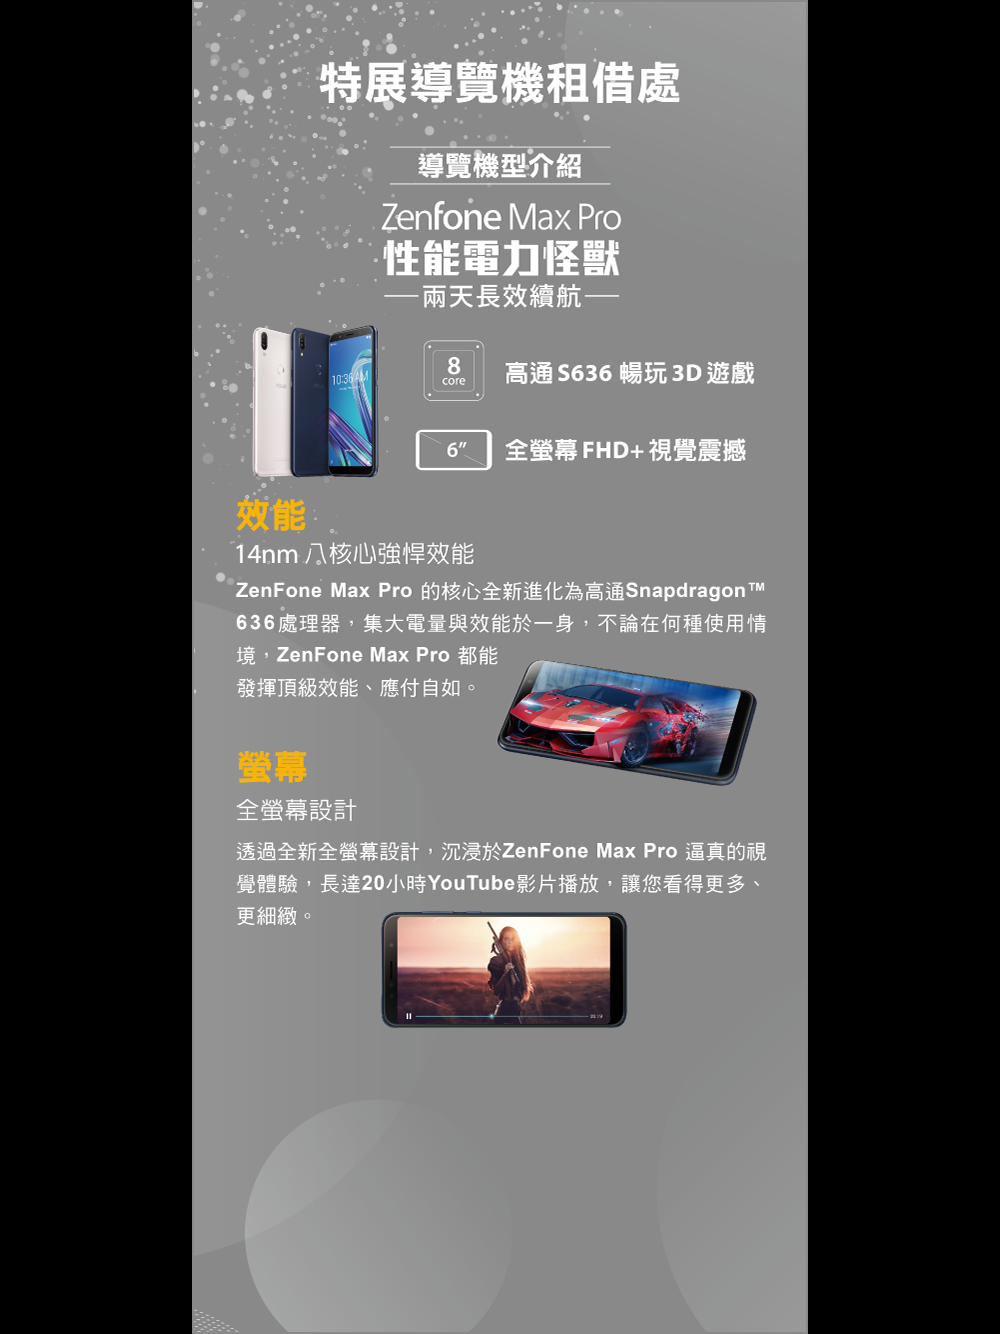 特展導覽機租借處
導覽機型介紹
Zenfone Max Pro
性能電力怪獸
兩天長效續航
10:36 AM
8
core
高通 S636 暢玩 3D 遊戲
6”
全螢幕 FHD+ 視覺震撼
效能
14nm 八核心強悍效能
ZenFone Max Pro 的核心全新進化為高通Snapdragon™
636處理器，集大電量與效能於一身，不論在何種使用情
境，ZenFone Max Pro 都能
發揮頂級效能、應付自如。
螢幕
全螢幕設計
透過全新全螢幕設計，沉浸於ZenFone Max Pro 逼真的視
覺體驗，長達20小時YouTube影片播放，讓您看得更多、
更細緻。